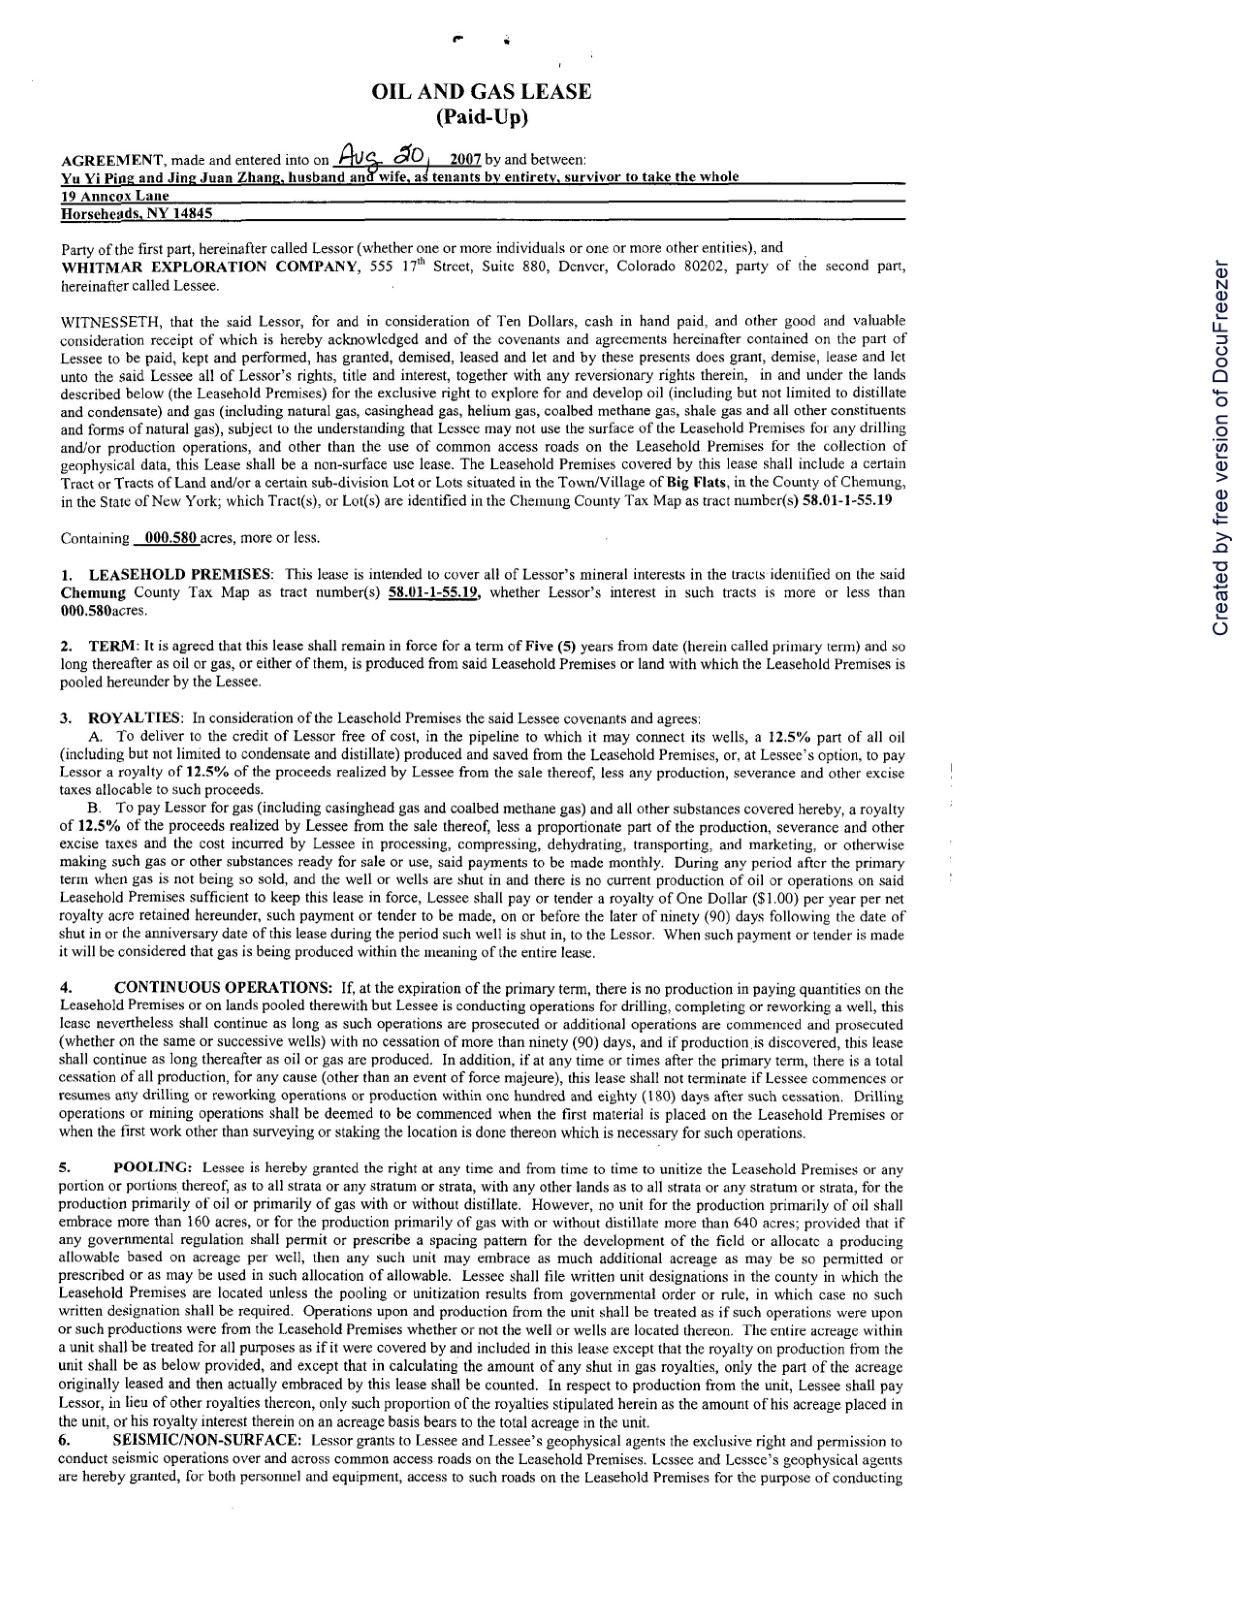 OIL AND GAS LEASE
(Paid-Up)
AGREEMENT, made and entered into on Aug 20, 2007 by and between:
Yu Yi Ping and Jing Juan Zhang, husband and wife, as tenants by entirety, survivor to take the whole
19 Anncox Lane
Horseheads, NY 14845
Party of the first part, hereinafter called Lessor (whether one or more individuals or one or more other entities), and
WHITMAR EXPLORATION COMPANY, 555 17th Street, Suite 880, Denver, Colorado 80202, party of the second part,
hereinafter called Lessee.
WITNESSETH, that the said Lessor, for and in consideration of Ten Dollars, cash in hand paid, and other good and valuable
consideration receipt of which is hereby acknowledged and of the covenants and agreements hereinafter contained on the part of
Lessee to be paid, kept and performed, has granted, demised, leased and let and by these presents does grant, demise, lease and let
unto the said Lessee all of Lessor's rights, title and interest, together with any reversionary rights therein, in and under the lands
described below (the Leasehold Premises) for the exclusive right to explore for and develop oil (including but not limited to distillate
and condensate) and gas (including natural gas, casinghead gas, helium gas, coalbed methane gas, shale gas and all other constituents
and forms of natural gas), subject to the understanding that Lessee may not use the surface of the Leasehold Premises for any drilling
and/or production operations, and other than the use of common access roads on the Leasehold Premises for the collection of
geophysical data, this Lease shall be a non-surface use lease. The Leasehold Premises covered by this lease shall include a certain
Tract or Tracts of Land and/or a certain sub-division Lot or Lots situated in the Town/Village of Big Flats, in the County of Chemung,
in the State of New York; which Tract(s), or Lot(s) are identified in the Chemung County Tax Map as tract number(s) 58.01-1-55.19
Containing 000.580 acres, more or less.
1. LEASEHOLD PREMISES: This lease is intended to cover all of Lessor's mineral interests in the tracts identified on the said
Chemung County Tax Map as tract number(s) 58.01-1-55.19, whether Lessor's interest in such tracts is more or less than
000.580acres.
2. TERM: It is agreed that this lease shall remain in force for a term of Five (5) years from date (herein called primary term) and so
long thereafter as oil or gas, or either of them, is produced from said Leasehold Premises or land with which the Leasehold Premises is
pooled hereunder by the Lessee.
3. ROYALTIES: In consideration of the Leasehold Premises the said Lessee covenants and agrees:
A. To deliver to the credit of Lessor free of cost, in the pipeline to which it may connect its wells, a 12.5% part of all oil
(including but not limited to condensate and distillate) produced and saved from the Leasehold Premises, or, at Lessee's option, to pay
Lessor a royalty of 12.5% of the proceeds realized by Lessee from the sale thereof, less any production, severance and other excise
taxes allocable to such proceeds.
B. To pay Lessor for gas (including casinghead gas and coalbed methane gas) and all other substances covered hereby, a royalty
of 12.5% of the proceeds realized by Lessee from the sale thereof, less a proportionate part of the production, severance and other
excise taxes and the cost incurred by Lessee in processing, compressing, dehydrating, transporting, and marketing, or otherwise
making such gas or other substances ready for sale or use, said payments to be made monthly. During any period after the primary
term when gas is not being so sold, and the well or wells are shut in and there is no current production of oil or operations on said
Leasehold Premises sufficient to keep this lease in force, Lessee shall pay or tender a royalty of One Dollar ($1.00) per year per net
royalty acre retained hereunder, such payment or tender to be made, on or before the later of ninety (90) days following the date of
shut in or the anniversary date of this lease during the period such well is shut in, to the Lessor. When such payment or tender is made
it will be considered that gas is being produced within the meaning of the entire lease.
4. CONTINUOUS OPERATIONS: If, at the expiration of the primary term, there is no production in paying quantities on the
Leasehold Premises or on lands pooled therewith but Lessee is conducting operations for drilling, completing or reworking a well, this
lease nevertheless shall continue as long as such operations are prosecuted or additional operations are commenced and prosecuted
(whether on the same or successive wells) with no cessation of more than ninety (90) days, and if production is discovered, this lease
shall continue as long thereafter as oil or gas are produced. In addition, if at any time or times after the primary term, there is a total
cessation of all production, for any cause (other than an event of force majeure), this lease shall not terminate if Lessee commences or
resumes any drilling or reworking operations or production within one hundred and eighty (180) days after such cessation. Drilling
operations or mining operations shall be deemed to be commenced when the first material is placed on the Leasehold Premises or
when the first work other than surveying or staking the location is done thereon which is necessary for such operations.
5. POOLING: Lessee is hereby granted the right at any time and from time to time to unitize the Leasehold Premises or any
portion or portions thereof, as to all strata or any stratum or strata, with any other lands as to all strata or any stratum or strata, for the
production primarily of oil or primarily of gas with or without distillate. However, no unit for the production primarily of oil shall
embrace more than 160 acres, or for the production primarily of gas with or without distillate more than 640 acres; provided that if
any governmental regulation shall permit or prescribe a spacing pattern for the development of the field or allocate a producing
allowable based on acreage per well, then any such unit may embrace as much additional acreage as may be so permitted or
prescribed or as may be used in such allocation of allowable. Lessee shall file written unit designations in the county in which the
Leasehold Premises are located unless the pooling or unitization results from governmental order or rule, in which case no such
written designation shall be required. Operations upon and production from the unit shall be treated as if such operations were upon
or such productions were from the Leasehold Premises whether or not the well or wells are located thereon. The entire acreage within
a unit shall be treated for all purposes as if it were covered by and included in this lease except that the royalty on production from the
unit shall be as below provided, and except that in calculating the amount of any shut in gas royalties, only the part of the acreage
originally leased and then actually embraced by this lease shall be counted. In respect to production from the unit, Lessee shall pay
Lessor, in lieu of other royalties thereon, only such proportion of the royalties stipulated herein as the amount of his acreage placed in
the unit, or his royalty interest therein on an acreage basis bears to the total acreage in the unit.
6. SEISMIC/NON-SURFACE: Lessor grants to Lessee and Lessee's geophysical agents the exclusive right and permission to
conduct seismic operations over and across common access roads on the Leasehold Premises. Lessee and Lessee's geophysical agents
are hereby granted, for both personnel and equipment, access to such roads on the Leasehold Premises for the purpose of conducting
Created by free version of DocuFreezer